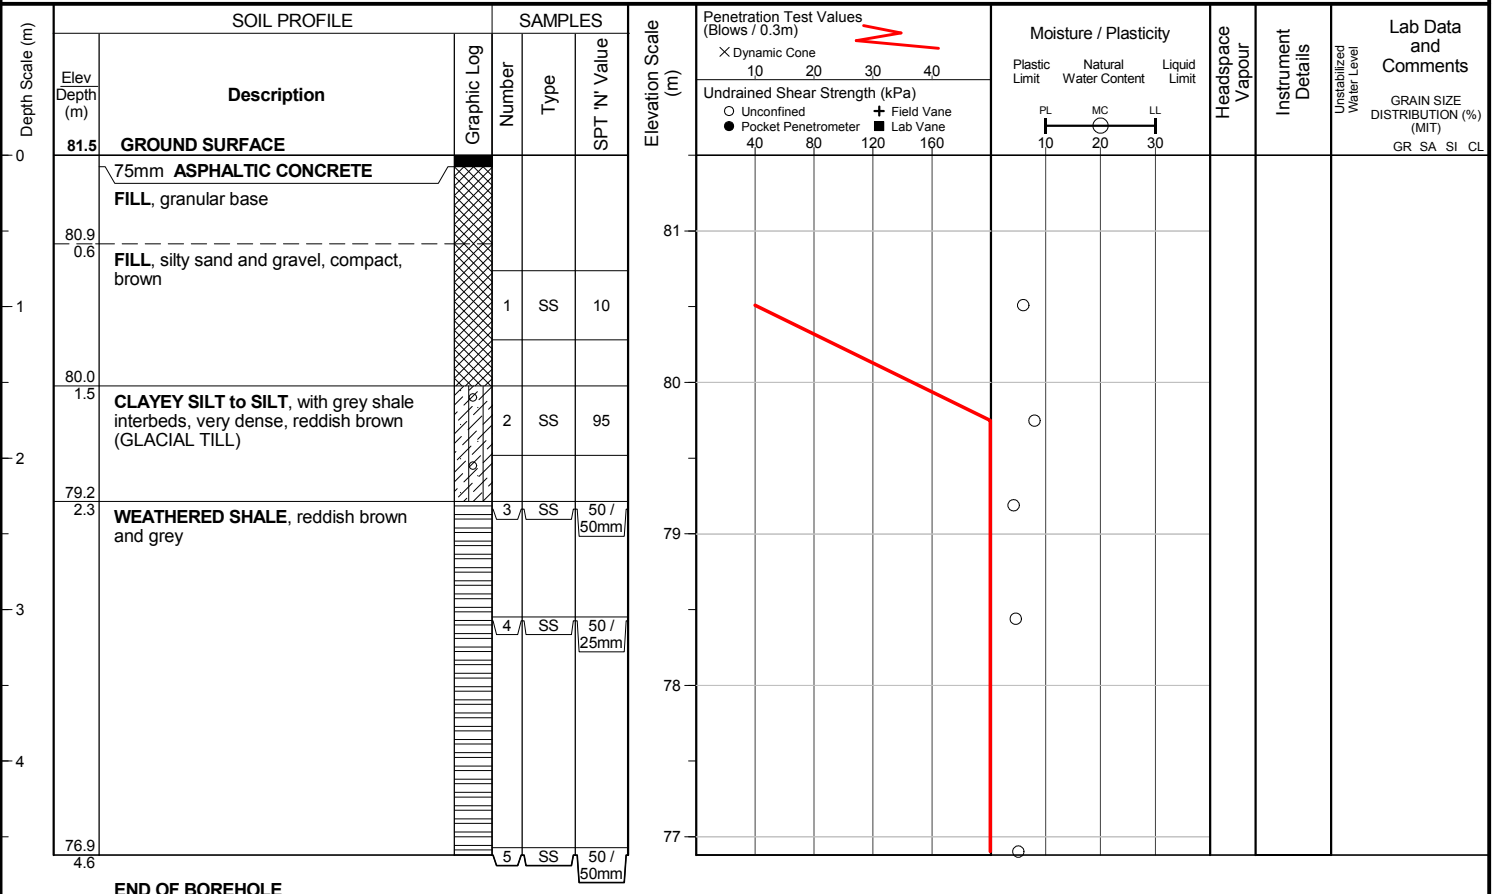 SOIL PROFILE
SAMPLES
Depth Scale (m)
Elev
Depth
(m)
Description
Graphic Log
Number
Type
SPT 'N' Value
Elevation Scale
(m)
Penetration Test Values
(Blows / 0.3m)
× Dynamic Cone
10 20 30 40
Undrained Shear Strength (kPa)
Unconfined + Field Vane
Pocket Penetrometer ■ Lab Vane
40 80 120 160
Moisture / Plasticity
Plastic Limit
Natural Water Content
Liquid Limit
PL MC LL
10 20 30
Headspace
Vapour
Instrument
Details
Unstabilized
Water Level
Lab Data
and
Comments
GRAIN SIZE
DISTRIBUTION (%)
(MIT)
GR SA SI CL
81.5 GROUND SURFACE
0
75mm ASPHALTIC CONCRETE
FILL, granular base
81
80.9
0.6
FILL, silty sand and gravel, compact,
brown
1
1 SS 10
80.0
80
1.5
CLAYEY SILT to SILT, with grey shale
interbeds, very dense, reddish brown
(GLACIAL TILL)
2 SS 95
2
79.2
2.3
WEATHERED SHALE, reddish brown
and grey
3 SS 50 /
50mm
79
3
4 SS 50 /
25mm
78
4
77
76.9
4.6
5 SS 50 /
50mm
END OF BOREHOLE